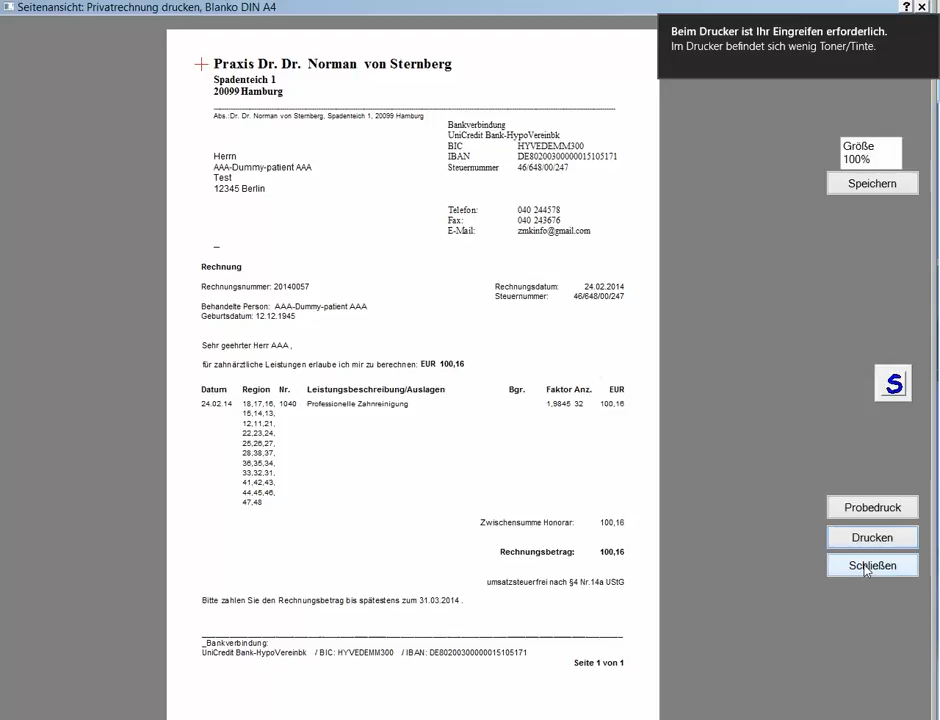 Seitenansicht: Privatrechnung drucken, Blanko DIN A4
? ×
Beim Drucker ist Ihr Eingreifen erforderlich.
Im Drucker befindet sich wenig Toner/Tinte.
Praxis Dr. Dr. Norman von Sternberg
Spadenteich 1
20099 Hamburg
Abs.:Dr. Dr. Norman von Sternberg, Spadenteich 1, 20099 Hamburg
Bankverbindung
UniCredit Bank-HypoVereinbk
BIC HYVEDEMM300
IBAN DE80200300000015105171
Steuernummer 46/648/00/247
Herrn
AAA-Dummy-patient AAA
Test
12345 Berlin
Telefon: 040 244578
Fax: 040 243676
E-Mail: zmkinfo@gmail.com
Rechnung
Rechnungsnummer: 20140057
Rechnungsdatum: 24.02.2014
Steuernummer: 46/648/00/247
Behandelte Person: AAA-Dummy-patient AAA
Geburtsdatum: 12.12.1945
Sehr geehrter Herr AAA ,
für zahnärztliche Leistungen erlaube ich mir zu berechnen: EUR 100,16
Datum Region Nr. Leistungsbeschreibung/Auslagen Bgr. Faktor Anz. EUR
24.02.14 18,17,16, 1040 Professionelle Zahnreinigung 1,9845 32 100,16
15,14,13,
12,11,21,
22,23,24,
25,26,27,
28,38,37,
36,35,34,
33,32,31,
41,42,43,
44,45,46,
47,48
Zwischensumme Honorar: 100,16
Rechnungsbetrag: 100,16
umsatzsteuerfrei nach §4 Nr.14a UStG
Bitte zahlen Sie den Rechnungsbetrag bis spätestens zum 31.03.2014 .
_Bankverbindung:
UniCredit Bank-HypoVereinbk / BIC: HYVEDEMM300 / IBAN: DE80200300000015105171
Seite 1 von 1
Größe
100%
Speichern
S
Probedruck
Drucken
Schließen